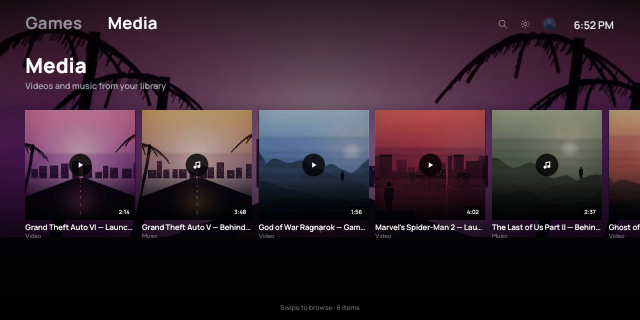 Games Media 6:52 PM
Media
Videos and music from your library
2:14 3:48 1:56 4:02 2:37
Grand Theft Auto VI — Launc... Grand Theft Auto V — Behind... God of War Ragnarok — Gam... Marvel's Spider-Man 2 — Lau... The Last of Us Part II — Behin... Ghost of
Video Music Video Video Music Video
Swipe to browse · 8 items